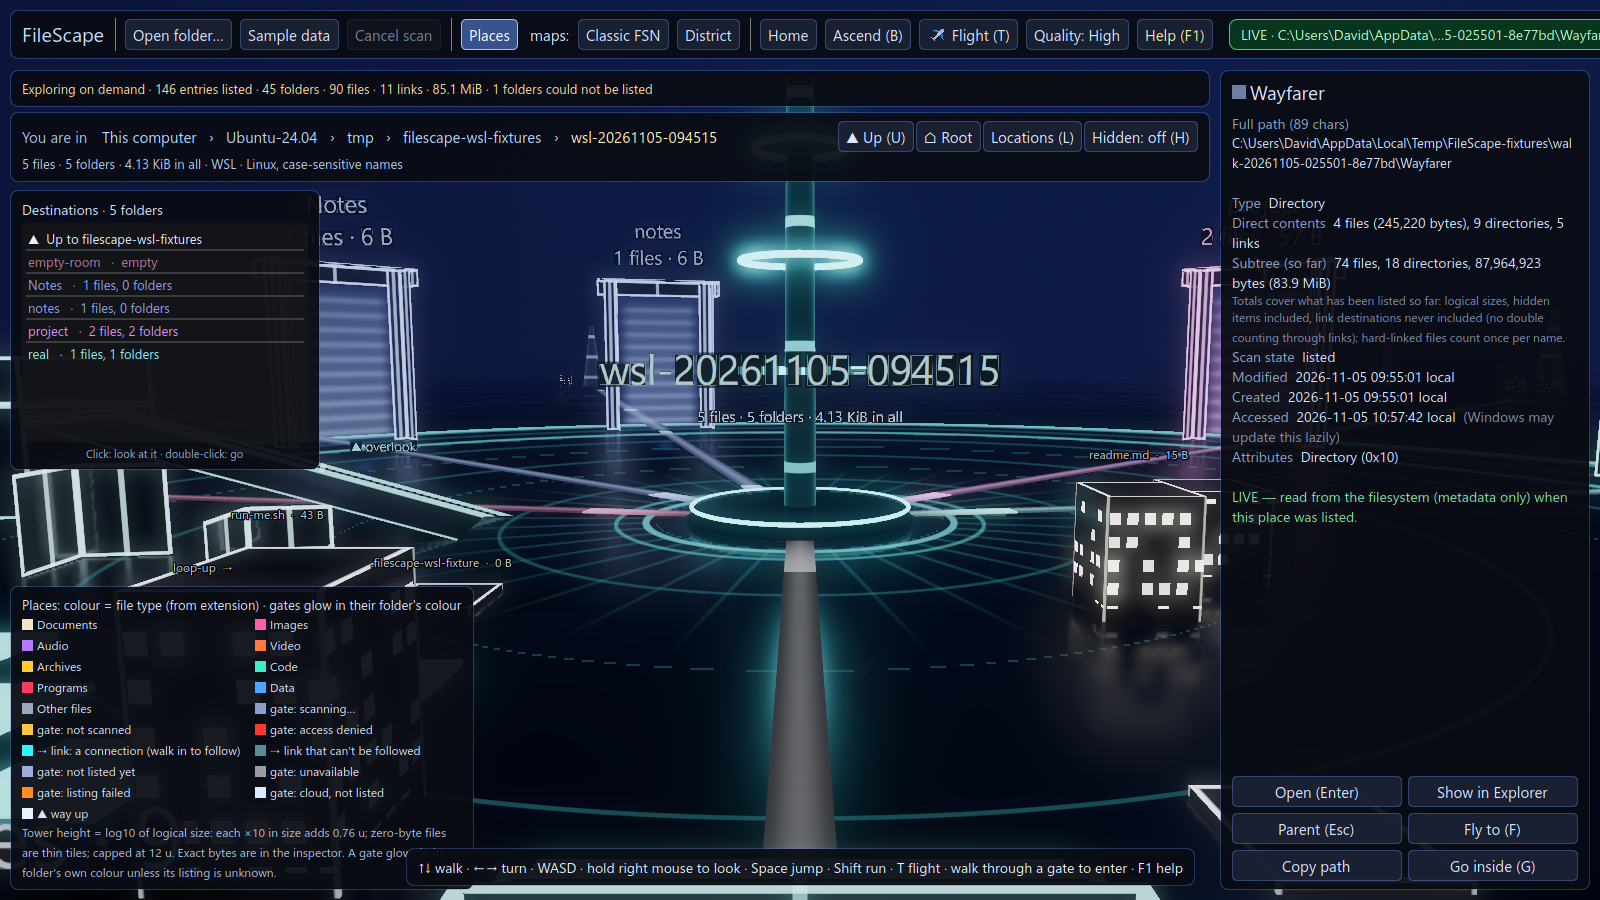 FileScape
Open folder...
Sample data
Cancel scan
Places
maps:
Classic FSN
District
Home
Ascend (B)
Flight (T)
Quality: High
Help (F1)
LIVE · C:\Users\David\AppData\...5-025501-8e77bd\Wayfar
Exploring on demand · 146 entries listed · 45 folders · 90 files · 11 links · 85.1 MiB · 1 folders could not be listed
You are in This computer › Ubuntu-24.04 › tmp › filescape-wsl-fixtures › wsl-20261105-094515
▲ Up (U)
Root
Locations (L)
Hidden: off (H)
5 files · 5 folders · 4.13 KiB in all · WSL · Linux, case-sensitive names
Destinations · 5 folders
▲ Up to filescape-wsl-fixtures
empty-room · empty
Notes · 1 files, 0 folders
notes · 1 files, 0 folders
project · 2 files, 2 folders
real · 1 files, 1 folders
Click: look at it · double-click: go
Notes
files · 6 B
notes
1 files · 6 B
wsl-20261105-094515
5 files · 5 folders · 4.13 KiB in all
▲ overlook
readme.md · 15 B
run-me.sh · 43 B
loop-up →
filescape-wsl-fixture · 0 B
Places: colour = file type (from extension) · gates glow in their folder's colour
Documents
Images
Audio
Video
Archives
Code
Programs
Data
Other files
gate: scanning...
gate: not scanned
gate: access denied
→ link: a connection (walk in to follow)
→ link that can't be followed
gate: not listed yet
gate: unavailable
gate: listing failed
gate: cloud, not listed
▲ way up
Tower height = log10 of logical size: each ×10 in size adds 0.76 u; zero-byte files
are thin tiles; capped at 12 u. Exact bytes are in the inspector. A gate glows in its
folder's own colour unless its listing is unknown.
↑↓ walk · ←→ turn · WASD · hold right mouse to look · Space jump · Shift run · T flight · walk through a gate to enter · F1 help
Wayfarer
Full path (89 chars)
C:\Users\David\AppData\Local\Temp\FileScape-fixtures\wal
k-20261105-025501-8e77bd\Wayfarer
Type Directory
Direct contents 4 files (245,220 bytes), 9 directories, 5
links
Subtree (so far) 74 files, 18 directories, 87,964,923
bytes (83.9 MiB)
Totals cover what has been listed so far: logical sizes, hidden
items included, link destinations never included (no double
counting through links); hard-linked files count once per name.
Scan state listed
Modified 2026-11-05 09:55:01 local
Created 2026-11-05 09:55:01 local
Accessed 2026-11-05 10:57:42 local (Windows may
update this lazily)
Attributes Directory (0x10)
LIVE — read from the filesystem (metadata only) when
this place was listed.
Open (Enter)
Show in Explorer
Parent (Esc)
Fly to (F)
Copy path
Go inside (G)